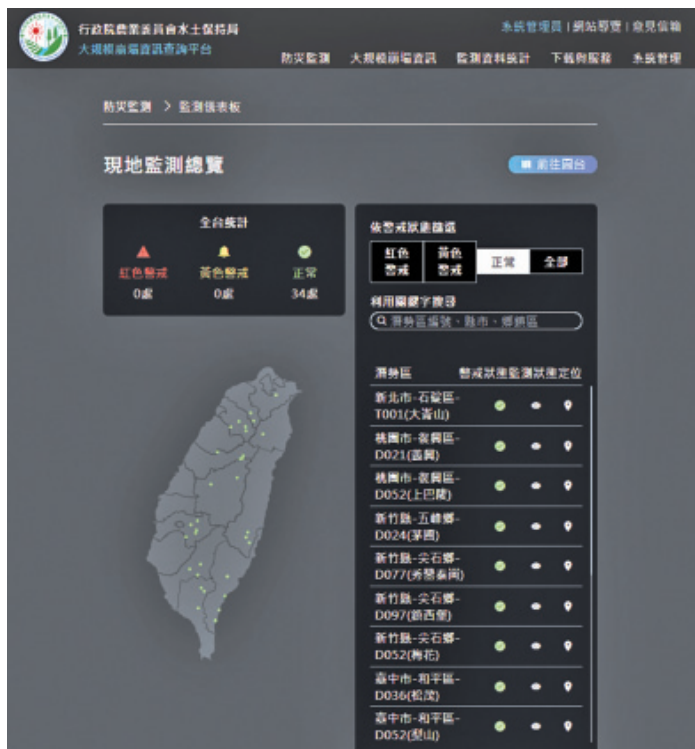 行政院農業委員會水土保持局
大規模崩塌資訊查詢平台
系統管理員 | 網站導覽 | 意見信箱
防災監測 大規模崩塌資訊 監測資料統計 下載與服務 系統管理
防災監測 > 監測儀表板
現地監測總覽
前往圖台
全台統計
紅色警戒 黃色警戒 正常
0處 0處 34處
依警戒狀態篩選
紅色警戒 黃色警戒 正常 全部
利用關鍵字搜尋
潛勢區編號、縣市、鄉鎮區
潛勢區 警戒狀態 監測狀態 定位
新北市-石碇區-
T001(大崙山)
桃園市-復興區-
D021(高興)
桃園市-復興區-
D052(上巴陵)
新竹縣-五峰鄉-
D024(茅圃)
新竹縣-尖石鄉-
D077(
新竹縣-尖石鄉-
D097(鎮西堡)
新竹縣-尖石鄉-
D052(梅花)
臺中市-和平區-
D036(松茂)
臺中市-和平區-
D052(梨山)